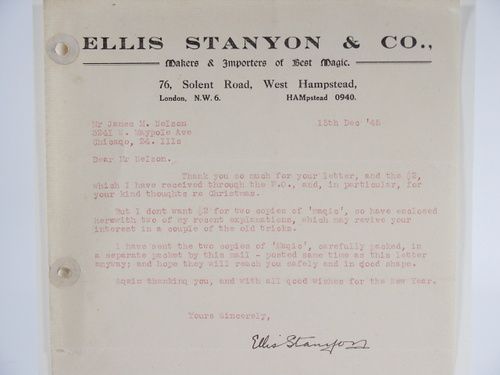 ELLIS STANYON & CO.,
Makers & Importers of Best Magic.
76, Solent Road, West Hampstead,
London, N.W. 6. HAMpstead 0940.
Mr James M. Nelson 15th Dec '45
3241 W. Maypole Ave
Chicago, 24. Ills
Dear Mr Nelson.
Thank you so much for your letter, and the $2,
which I have received through the P.O., and, in particular, for
your kind thoughts re Christmas.
But I dont want $2 for two copies of 'Magic', so have enclosed
herewith two of my recent explanations, which may revive your
interest in a couple of the old tricks.
I have sent the two copies of 'Magic', carefully packed, in
a separate packet by this mail - posted same time as this letter
anyway; and hope they will reach you safely and in good shape.
Again thanking you, and with all good wishes for the New Year.
Yours Sincerely,
Ellis Stanyon